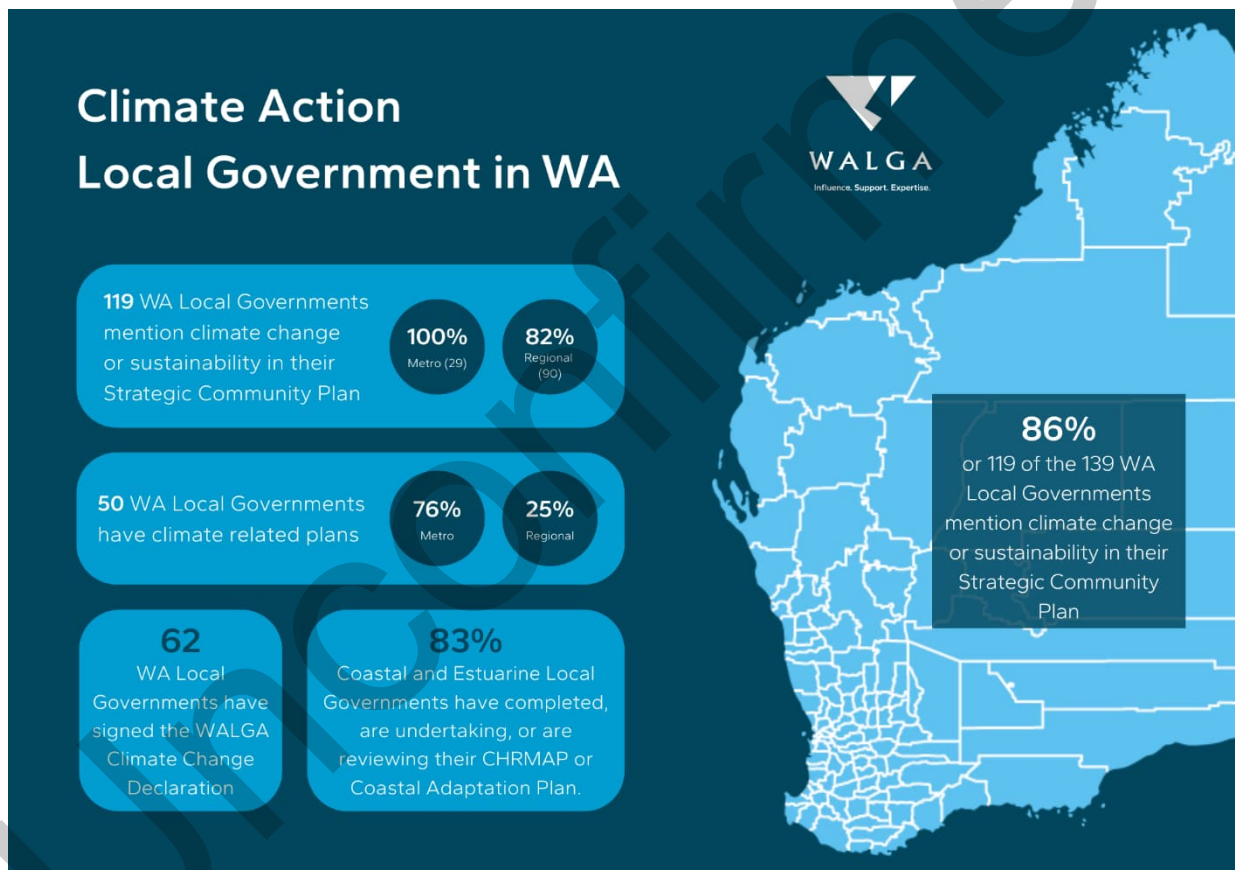 Climate Action
Local Government in WA
WALGA
Influence. Support. Expertise.
119 WA Local Governments
mention climate change
or sustainability in their
Strategic Community Plan
100%
Metro (29)
82%
Regional
(90)
50 WA Local Governments
have climate related plans
76%
Metro
25%
Regional
62
WA Local
Governments have
signed the WALGA
Climate Change
Declaration
83%
Coastal and Estuarine Local
Governments have completed,
are undertaking, or are
reviewing their CHRMAP or
Coastal Adaptation Plan.
86%
or 119 of the 139 WA
Local Governments
mention climate change
or sustainability in their
Strategic Community
Plan
Unconfirme